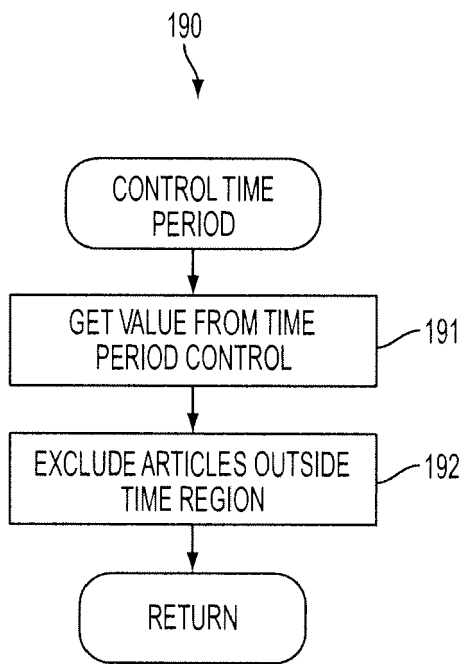 190
CONTROL TIME
PERIOD
GET VALUE FROM TIME
PERIOD CONTROL
191
EXCLUDE ARTICLES OUTSIDE
TIME REGION
192
RETURN